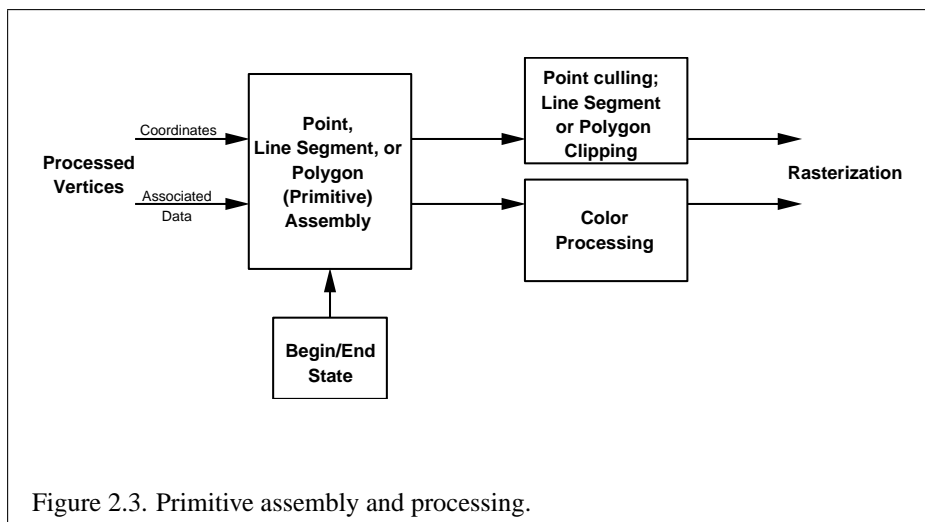 Processed
Vertices
Coordinates
Associated
Data
Point,
Line Segment, or
Polygon
(Primitive)
Assembly
Begin/End
State
Point culling;
Line Segment
or Polygon
Clipping
Color
Processing
Rasterization
Figure 2.3. Primitive assembly and processing.